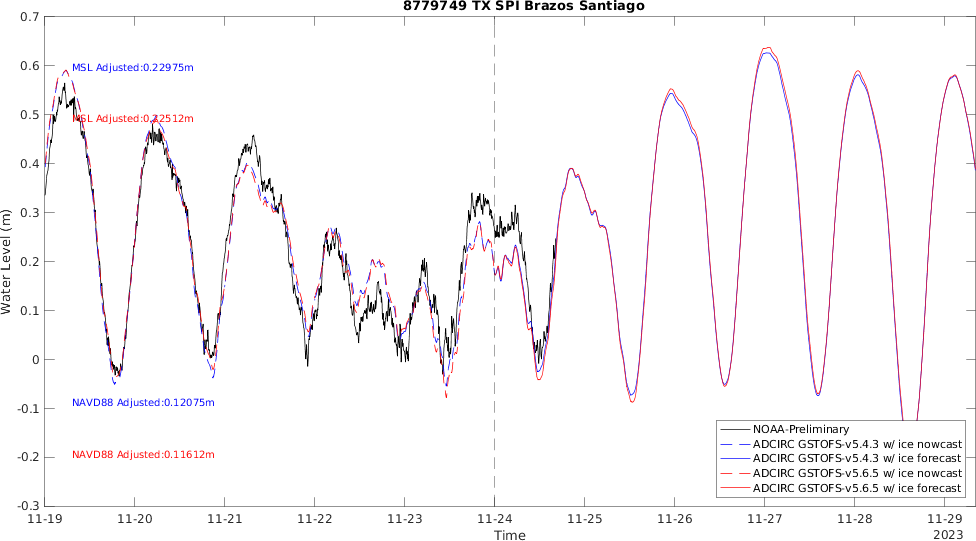 8779749 TX SPI Brazos Santiago
Water Level (m)
0.7
0.6
0.5
0.4
0.3
0.2
0.1
0
-0.1
-0.2
-0.3
MSL Adjusted:0.22975m
MSL Adjusted:0.22512m
NAVD88 Adjusted:0.12075m
NAVD88 Adjusted:0.11612m
NOAA-Preliminary
ADCIRC GSTOFS-v5.4.3 w/ ice nowcast
ADCIRC GSTOFS-v5.4.3 w/ ice forecast
ADCIRC GSTOFS-v5.6.5 w/ ice nowcast
ADCIRC GSTOFS-v5.6.5 w/ ice forecast
11-19 11-20 11-21 11-22 11-23 11-24 11-25 11-26 11-27 11-28 11-29
Time 2023